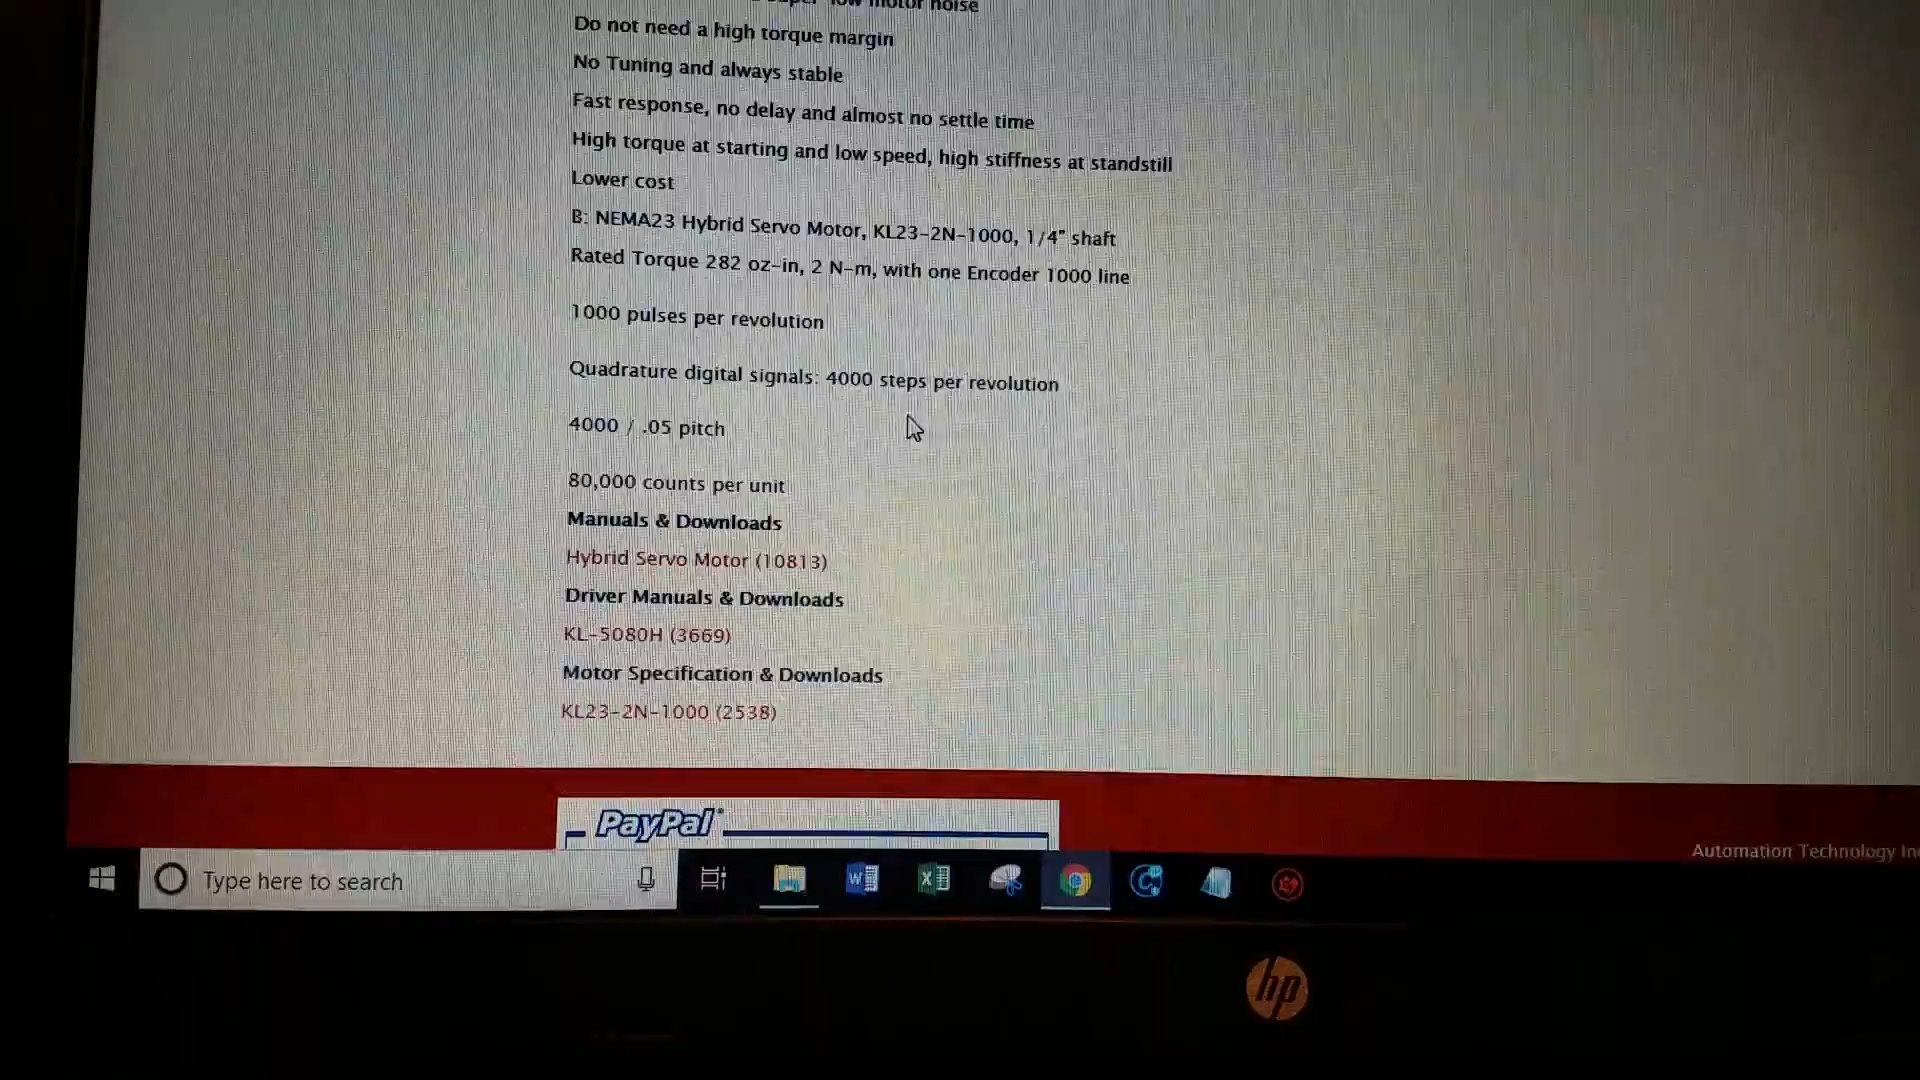 low motor noise
Do not need a high torque margin
No Tuning and always stable
Fast response, no delay and almost no settle time
High torque at starting and low speed, high stiffness at standstill
Lower cost
B: NEMA23 Hybrid Servo Motor, KL23-2N-1000, 1/4" shaft
Rated Torque 282 oz-in, 2 N-m, with one Encoder 1000 line
1000 pulses per revolution
Quadrature digital signals: 4000 steps per revolution
4000 / .05 pitch
80,000 counts per unit
Manuals & Downloads
Hybrid Servo Motor (10813)
Driver Manuals & Downloads
KL-5080H (3669)
Motor Specification & Downloads
KL23-2N-1000 (2538)
PayPal
Automation Technology
Type here to search
hp